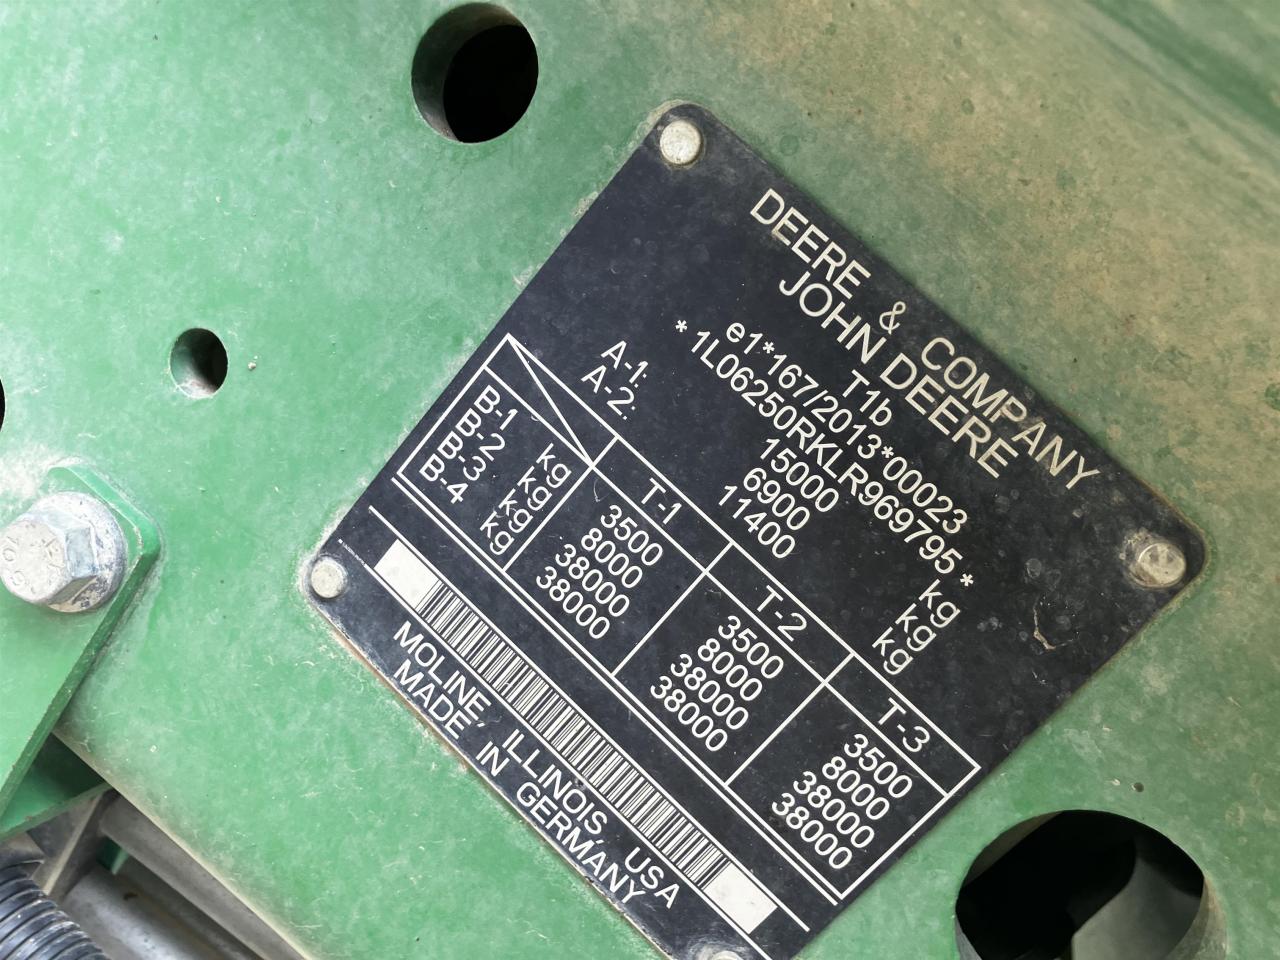 DEERE & COMPANY
JOHN DEERE
T1b
e1*167/2013*00023
*1L06250RKLR969795*
15000 kg
A-1: 6900 kg
A-2: 11400 kg
T-1 T-2 T-3
B-1 kg 3500 3500 3500
B-2 kg 8000 8000 8000
B-3 kg 38000 38000 38000
B-4 kg 38000 38000 38000
MOLINE, ILLINOIS, USA
MADE IN GERMANY